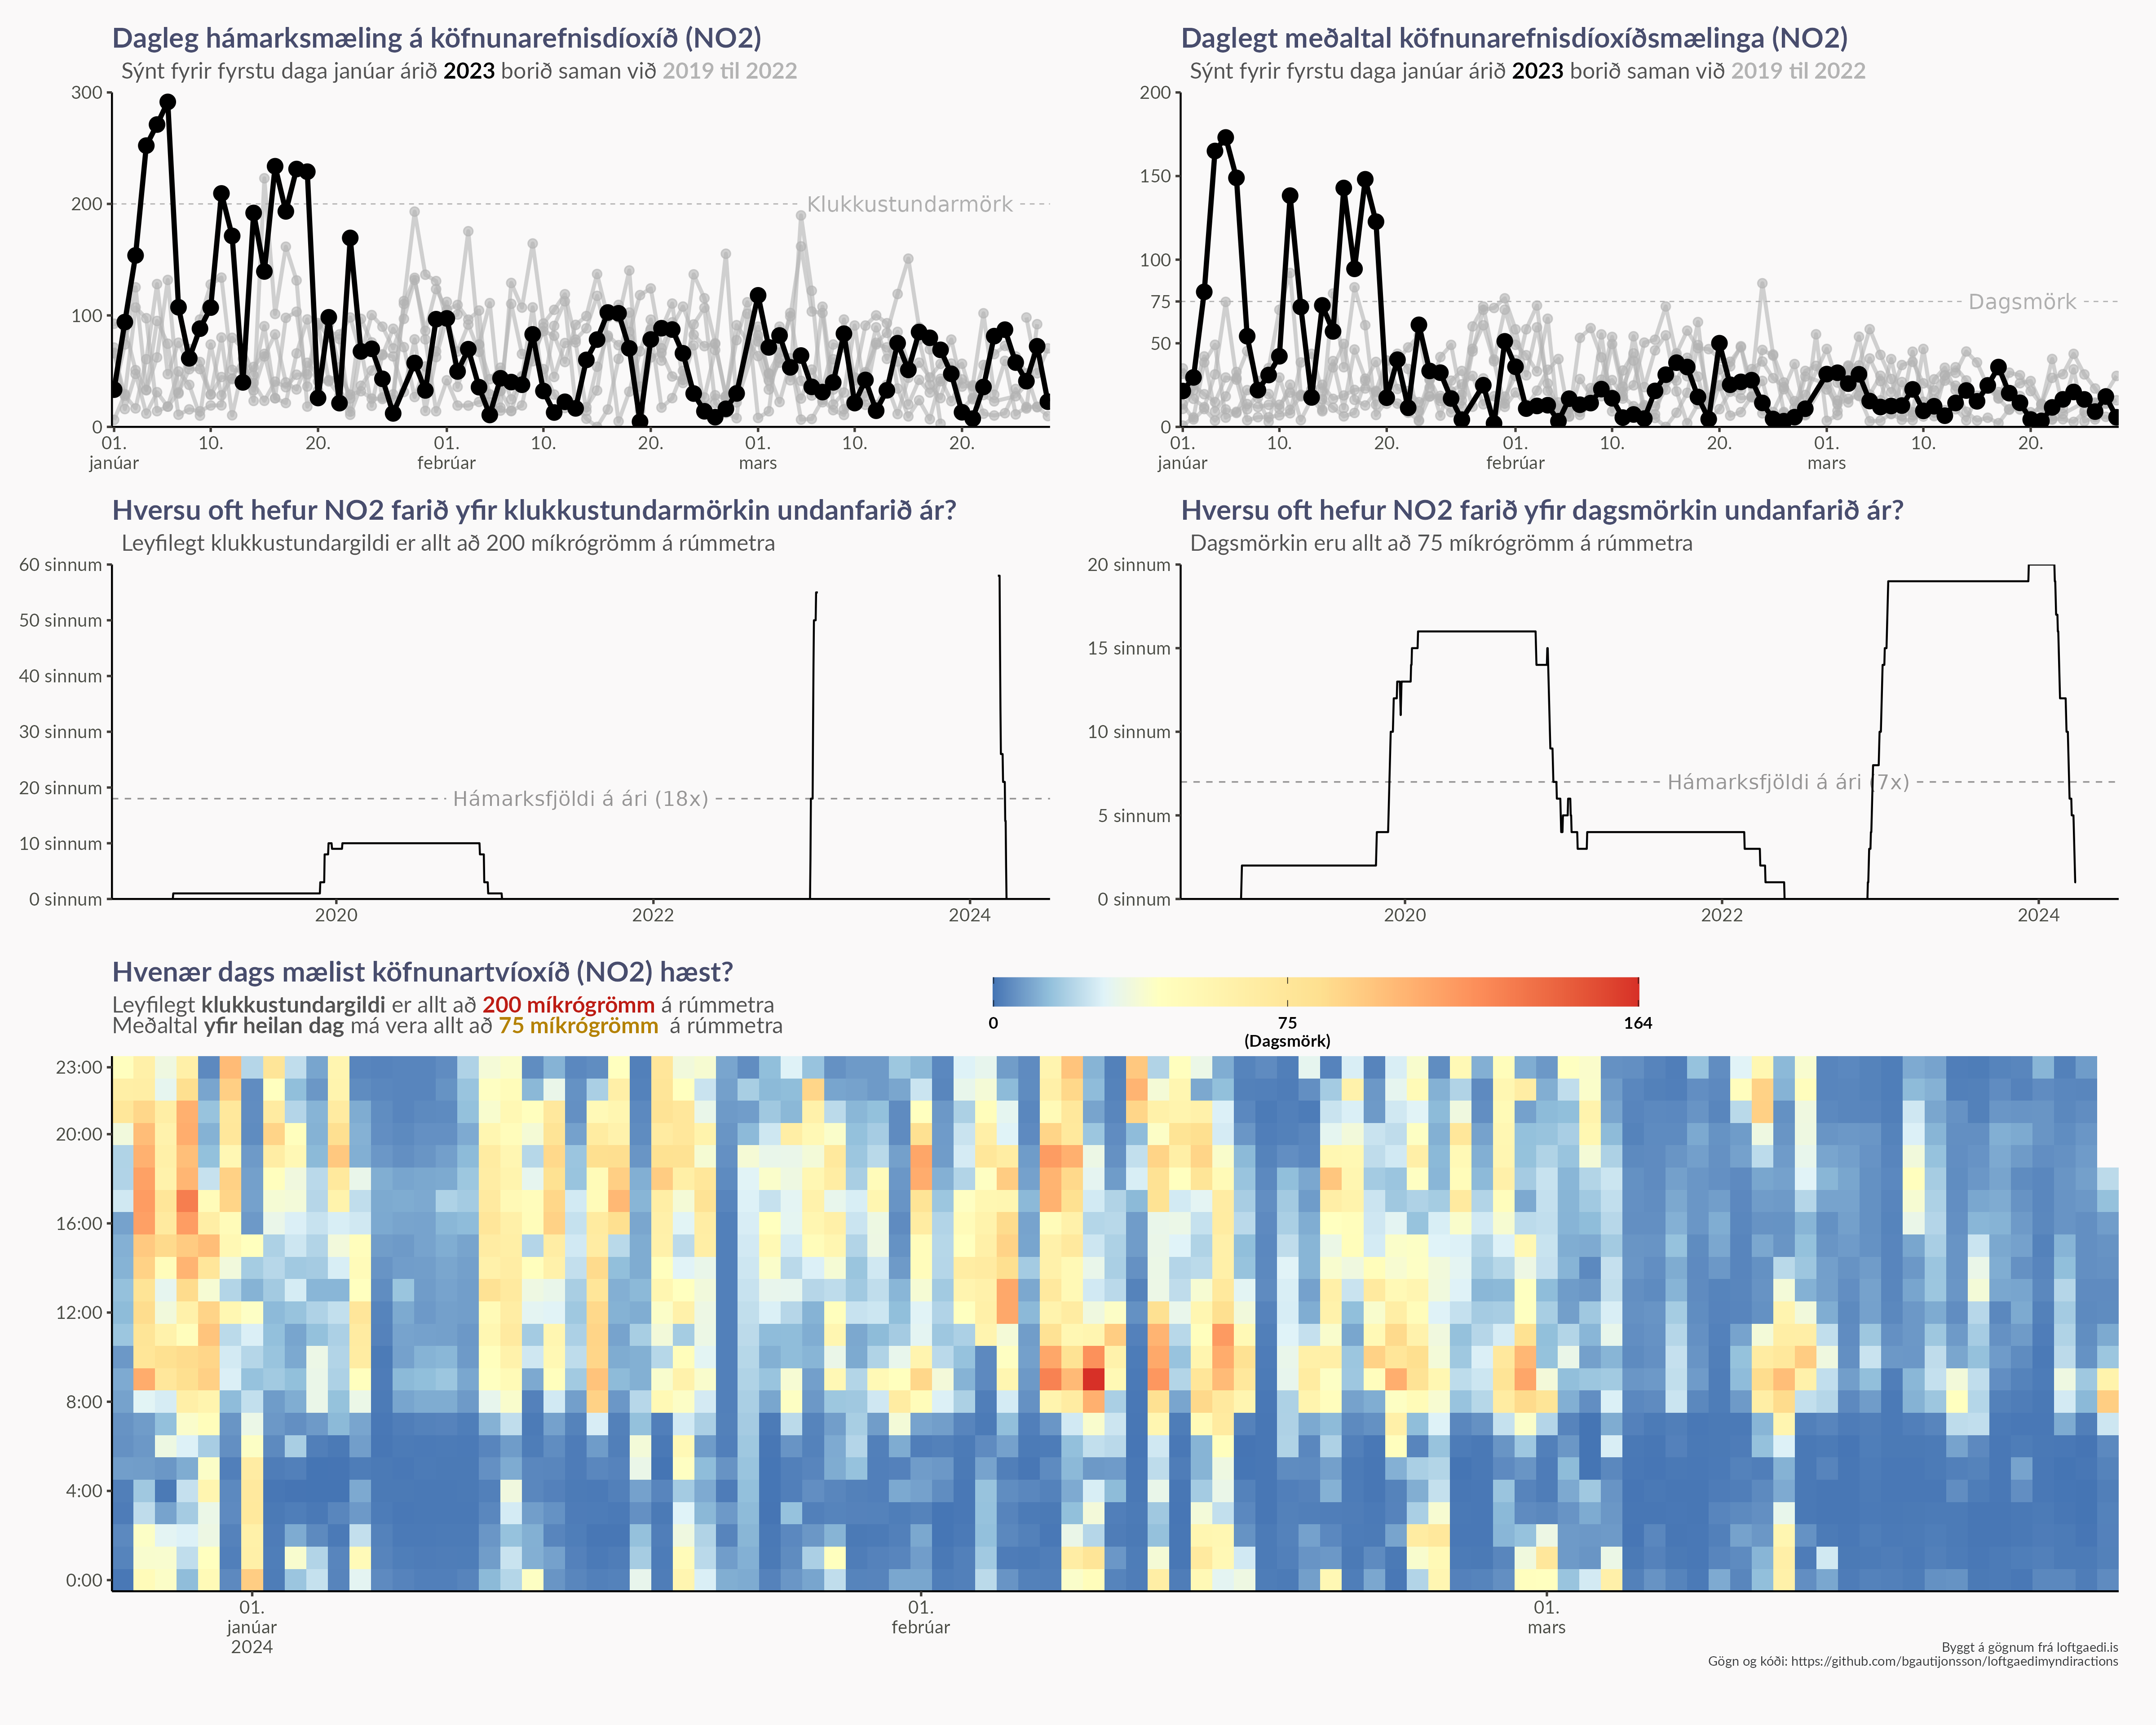 Dagleg hámarksmæling á köfnunarefnisdíoxíð (NO2)
Sýnt fyrir fyrstu daga janúar árið 2023 borið saman við 2019 til 2022
300
200
100
0
Klukkustundarmörk
01. 10. 20. 01. 10. 20. 01. 10. 20.
janúar febrúar mars
Daglegt meðaltal köfnunarefnisdíoxíðsmælinga (NO2)
Sýnt fyrir fyrstu daga janúar árið 2023 borið saman við 2019 til 2022
200
150
100
75
50
0
Dagsmörk
01. 10. 20. 01. 10. 20. 01. 10. 20.
janúar febrúar mars
Hversu oft hefur NO2 farið yfir klukkustundarmörkin undanfarið ár?
Leyfilegt klukkustundargildi er allt að 200 míkrógrömm á rúmmetra
60 sinnum
50 sinnum
40 sinnum
30 sinnum
20 sinnum
10 sinnum
0 sinnum
Hámarksfjöldi á ári (18x)
2020 2022 2024
Hversu oft hefur NO2 farið yfir dagsmörkin undanfarið ár?
Dagsmörkin eru allt að 75 míkrógrömm á rúmmetra
20 sinnum
15 sinnum
10 sinnum
5 sinnum
0 sinnum
Hámarksfjöldi á ári (7x)
2020 2022 2024
Hvenær dags mælist köfnunartvíoxíð (NO2) hæst?
Leyfilegt klukkustundargildi er allt að 200 míkrógrömm á rúmmetra
Meðaltal yfir heilan dag má vera allt að 75 míkrógrömm á rúmmetra
0 75 164
(Dagsmörk)
23:00
20:00
16:00
12:00
8:00
4:00
0:00
01. 01. 01.
janúar febrúar mars
2024
Byggt á gögnum frá loftgaedi.is
Gögn og kóði: https://github.com/bgautijonsson/loftgaedimyndiractions